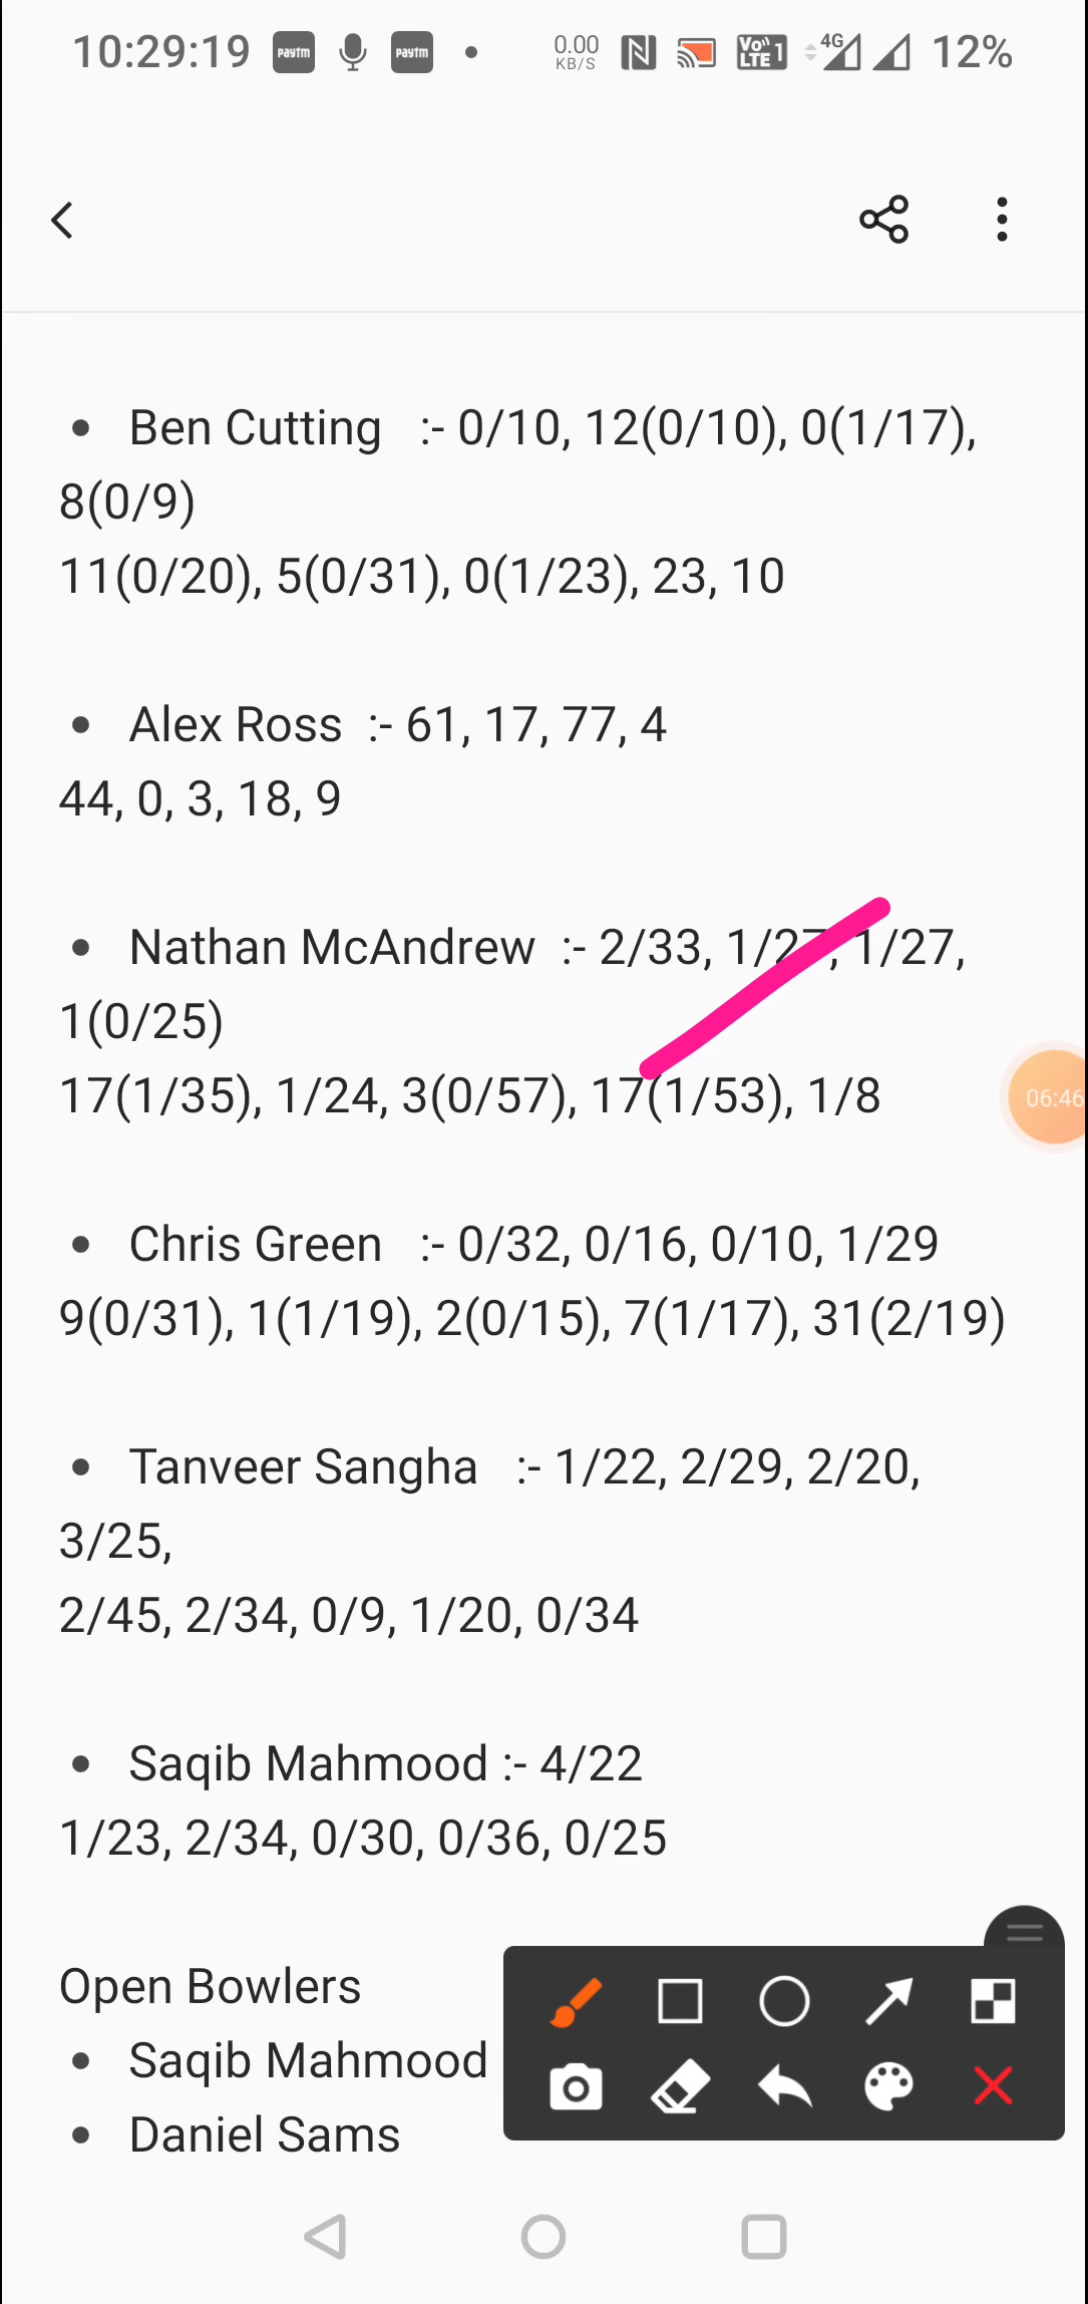 10:29:19 paytm paytm 0.00 KB/S VoLTE 1 4G 12%
• Ben Cutting :- 0/10, 12(0/10), 0(1/17),
8(0/9)
11(0/20), 5(0/31), 0(1/23), 23, 10
• Alex Ross :- 61, 17, 77, 4
44, 0, 3, 18, 9
• Nathan McAndrew :- 2/33, 1/27, 1/27,
1(0/25)
17(1/35), 1/24, 3(0/57), 17(1/53), 1/8
06:46
• Chris Green :- 0/32, 0/16, 0/10, 1/29
9(0/31), 1(1/19), 2(0/15), 7(1/17), 31(2/19)
• Tanveer Sangha :- 1/22, 2/29, 2/20,
3/25,
2/45, 2/34, 0/9, 1/20, 0/34
• Saqib Mahmood :- 4/22
1/23, 2/34, 0/30, 0/36, 0/25
Open Bowlers
• Saqib Mahmood
• Daniel Sams